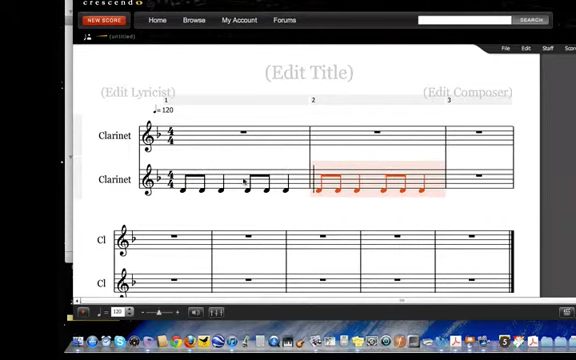 crescendo
NEW SCORE Home Browse My Account Forums SEARCH
(untitled)
File Edit Staff Score
(Edit Title)
(Edit Lyricist) (Edit Composer)
1 2 3
= 120
Clarinet
Clarinet
Cl
Cl
120